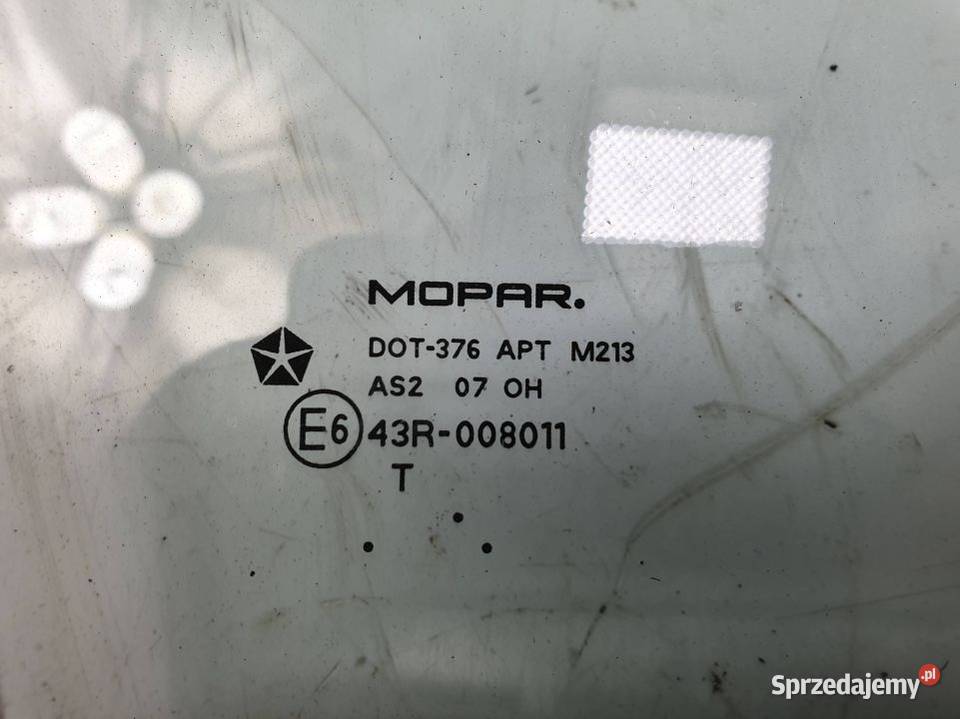 MOPAR.
DOT-376 APT M213
AS2 07 OH
E6 43R-008011
T
Sprzedajemy.pl